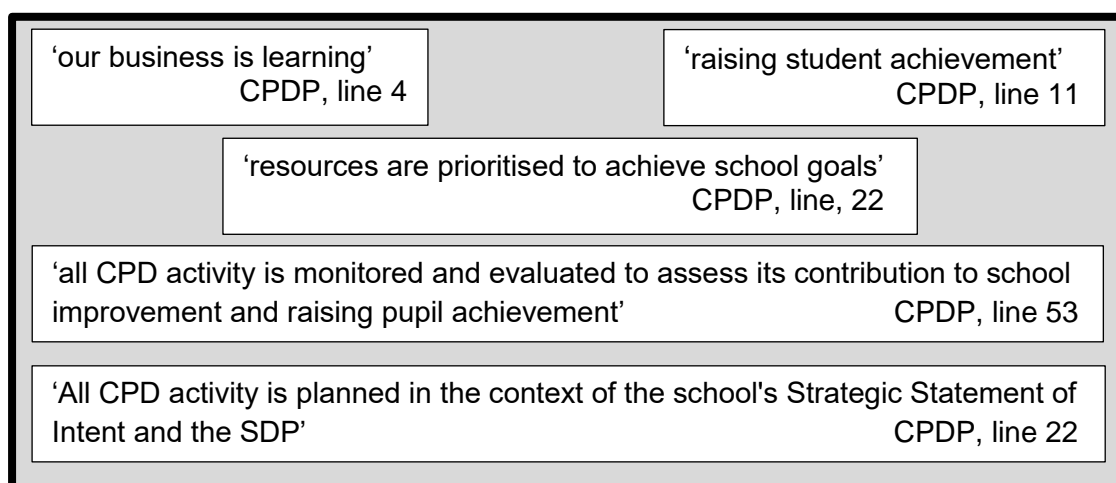 ‘our business is learning’
CPDP, line 4
‘raising student achievement’
CPDP, line 11
‘resources are prioritised to achieve school goals’
CPDP, line, 22
‘all CPD activity is monitored and evaluated to assess its contribution to school
improvement and raising pupil achievement’ CPDP, line 53
‘All CPD activity is planned in the context of the school's Strategic Statement of
Intent and the SDP’ CPDP, line 22